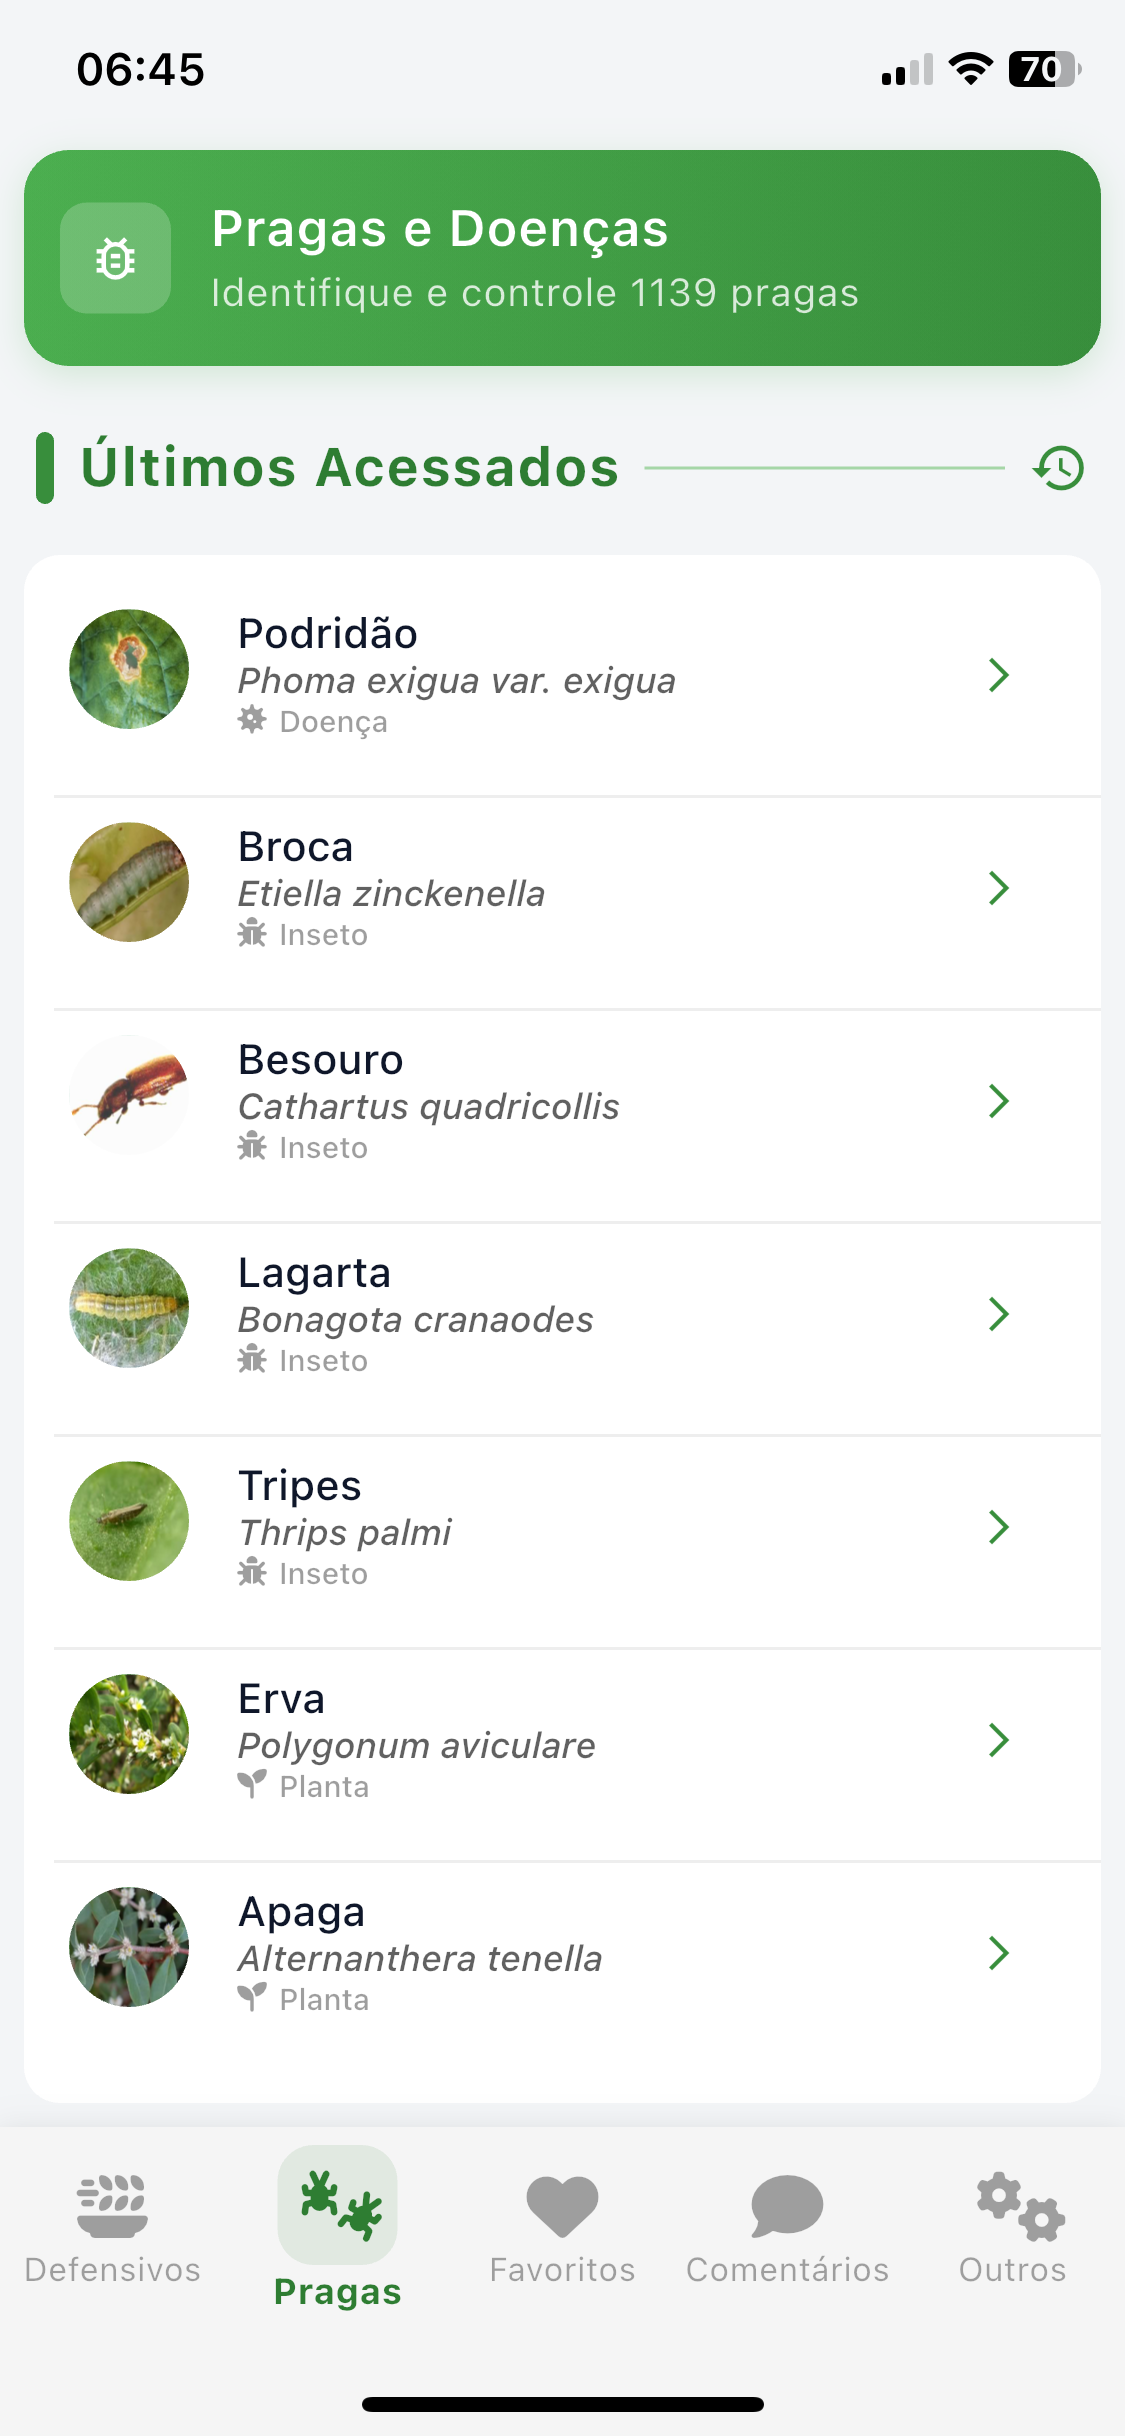 06:45
70
Pragas e Doenças
Identifique e controle 1139 pragas
Últimos Acessados
Podridão
Phoma exigua var. exigua
Doença
Broca
Etiella zinckenella
Inseto
Besouro
Cathartus quadricollis
Inseto
Lagarta
Bonagota cranaodes
Inseto
Tripes
Thrips palmi
Inseto
Erva
Polygonum aviculare
Planta
Apaga
Alternanthera tenella
Planta
Defensivos
Pragas
Favoritos
Comentários
Outros